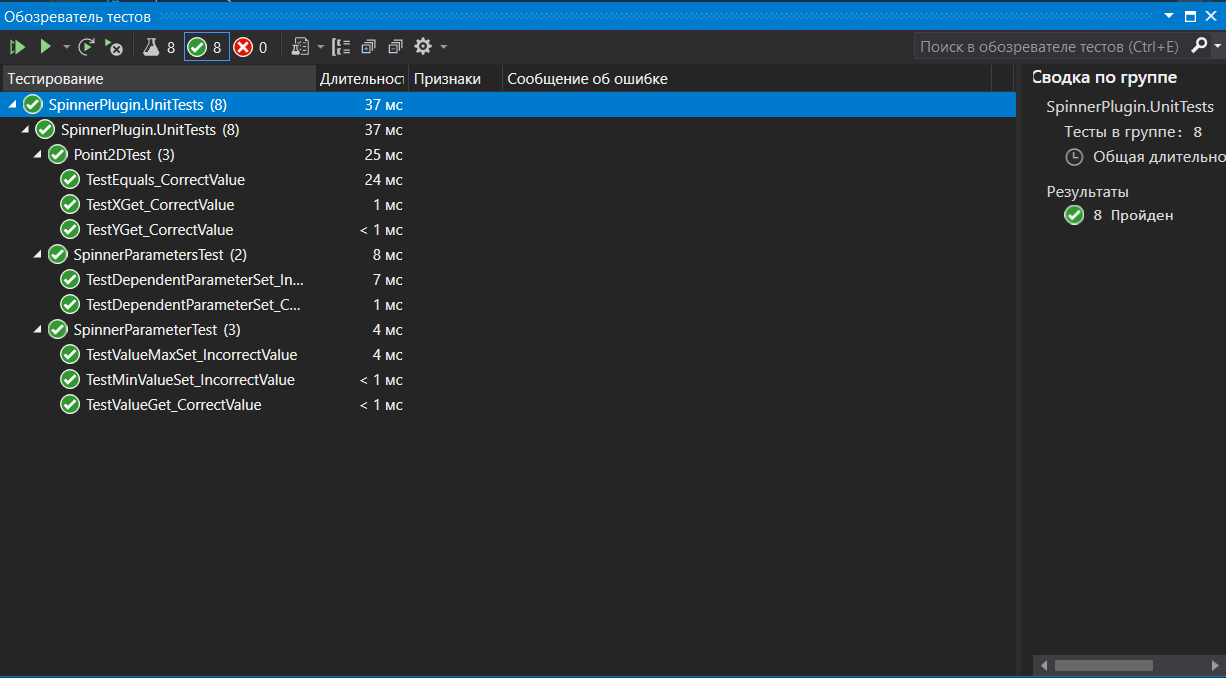 Обозреватель тестов
8 8 0
Поиск в обозревателе тестов (Ctrl+E)
Тестирование Длительност Признаки Сообщение об ошибке
SpinnerPlugin.UnitTests (8) 37 мс
SpinnerPlugin.UnitTests (8) 37 мс
Point2DTest (3) 25 мс
TestEquals_CorrectValue 24 мс
TestXGet_CorrectValue 1 мс
TestYGet_CorrectValue < 1 мс
SpinnerParametersTest (2) 8 мс
TestDependentParameterSet_In... 7 мс
TestDependentParameterSet_C... 1 мс
SpinnerParameterTest (3) 4 мс
TestValueMaxSet_IncorrectValue 4 мс
TestMinValueSet_IncorrectValue < 1 мс
TestValueGet_CorrectValue < 1 мс
Сводка по группе
SpinnerPlugin.UnitTests
Тесты в группе: 8
Общая длительно
Результаты
8 Пройден